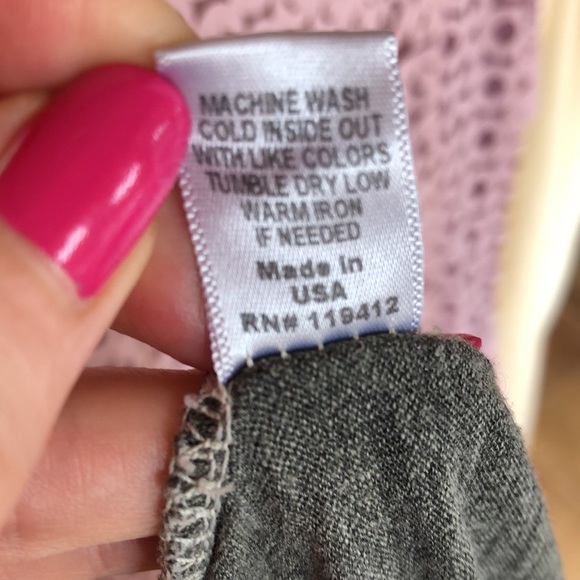 MACHINE WASH
COLD INSIDE OUT
WITH LIKE COLORS
TUMBLE DRY LOW
WARM IRON
IF NEEDED
Made in
USA
RN# 119412